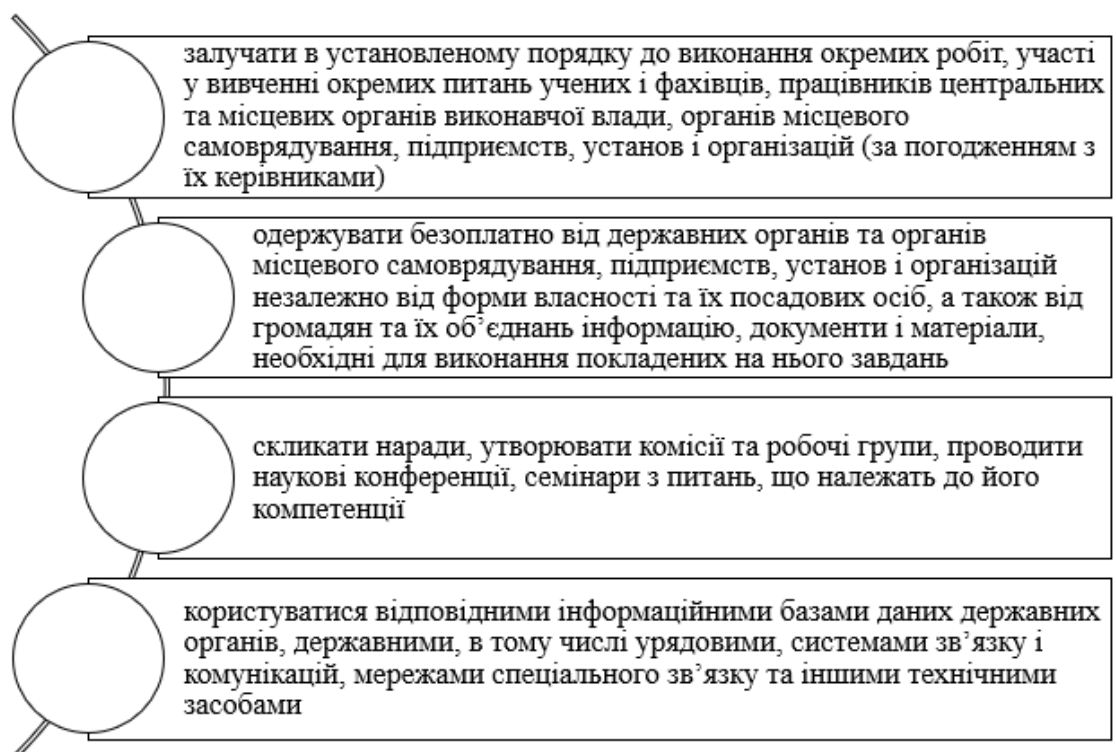 залучати в установленому порядку до виконання окремих робіт, участі
у вивченні окремих питань учених і фахівців, працівників центральних
та місцевих органів виконавчої влади, органів місцевого
самоврядування, підприємств, установ і організацій (за погодженням з
їх керівниками)
одержувати безоплатно від державних органів та органів
місцевого самоврядування, підприємств, установ і організацій
незалежно від форми власності та їх посадових осіб, а також від
громадян та їх об’єднань інформацію, документи і матеріали,
необхідні для виконання покладених на нього завдань
скликати наради, утворювати комісії та робочі групи, проводити
наукові конференції, семінари з питань, що належать до його
компетенції
користуватися відповідними інформаційними базами даних державних
органів, державними, в тому числі урядовими, системами зв’язку і
комунікацій, мережами спеціального зв’язку та іншими технічними
засобами